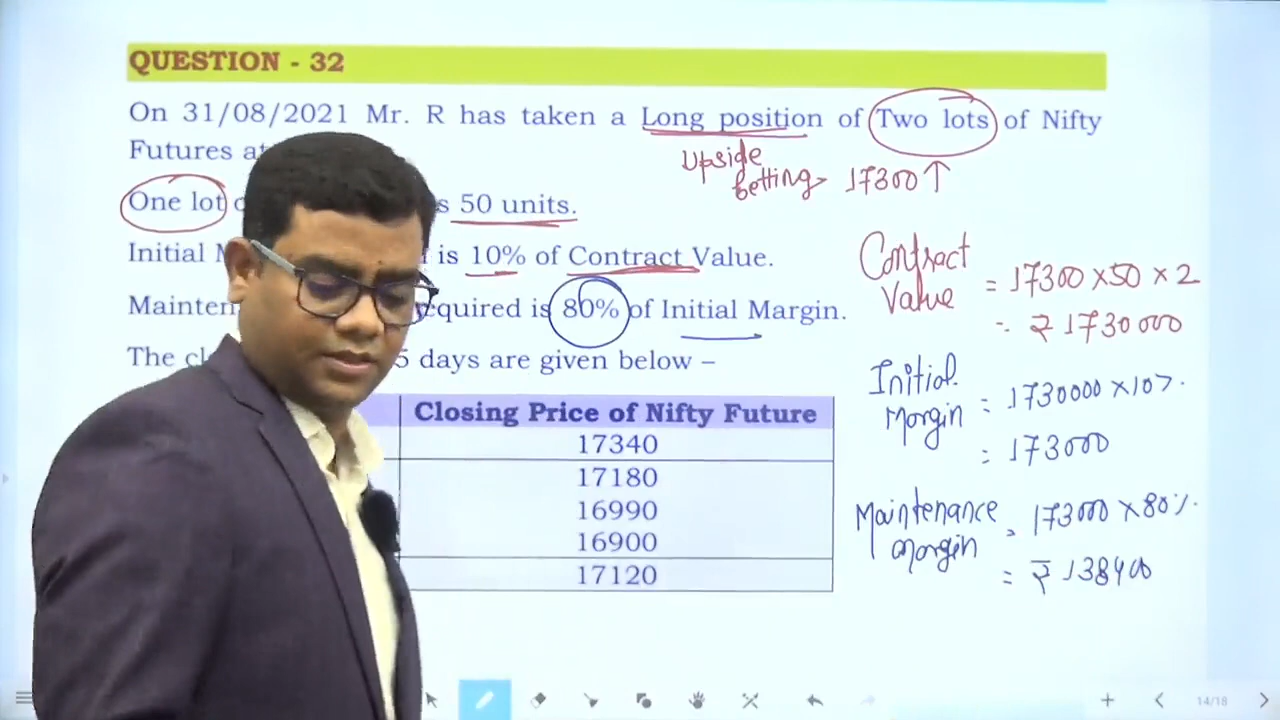 QUESTION - 32
On 31/08/2021 Mr. R has taken a Long position of Two lots of Nifty
Futures at
Upside
betting 17300 ↑
One lot 50 units.
Initial is 10% of Contract Value.
required is 80% of Initial Margin.
The 5 days are given below –
Closing Price of Nifty Future
17340
17180
16990
16900
17120
Contract
Value = 17300 × 50 × 2
= ₹ 1730000
Initial
Margin = 1730000 × 10%
= 173000
Maintenance
Margin = 173000 × 80%
= ₹ 138400
14/18